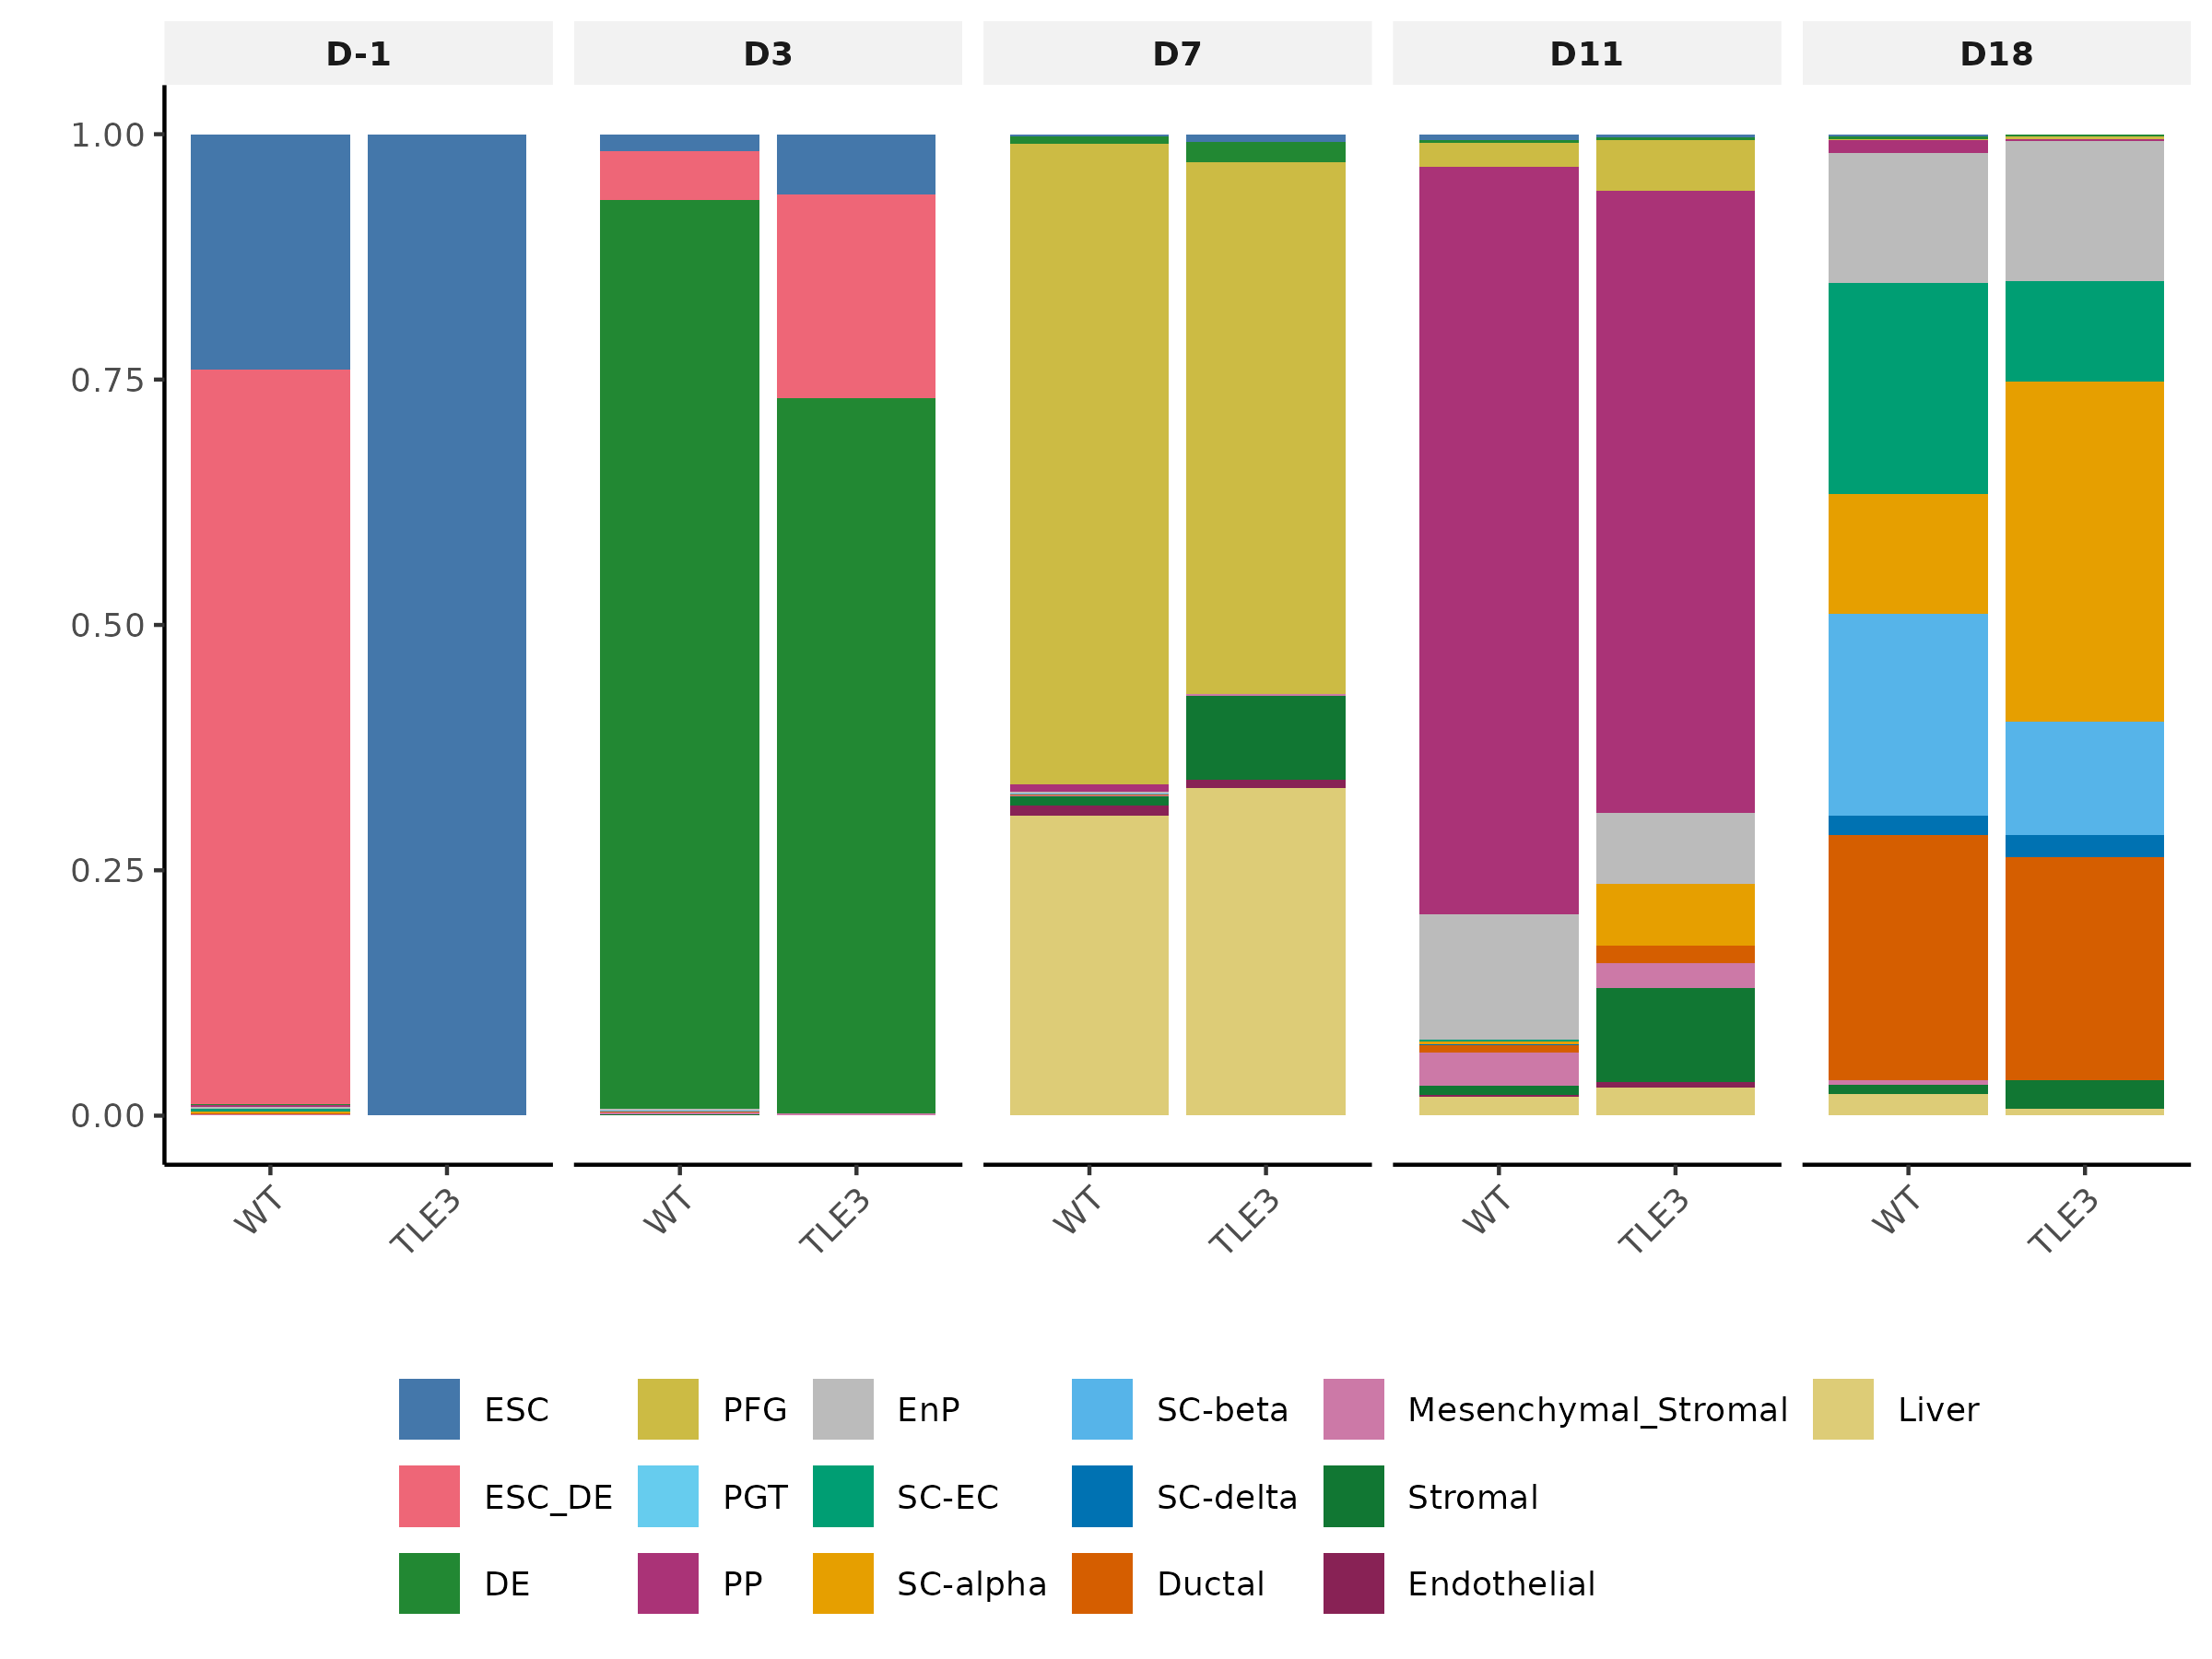 D-1 D3 D7 D11 D18
1.00
0.75
0.50
0.25
0.00
WT TLE3 WT TLE3 WT TLE3 WT TLE3 WT TLE3
ESC PFG EnP SC-beta Mesenchymal_Stromal Liver
ESC_DE PGT SC-EC SC-delta Stromal
DE PP SC-alpha Ductal Endothelial